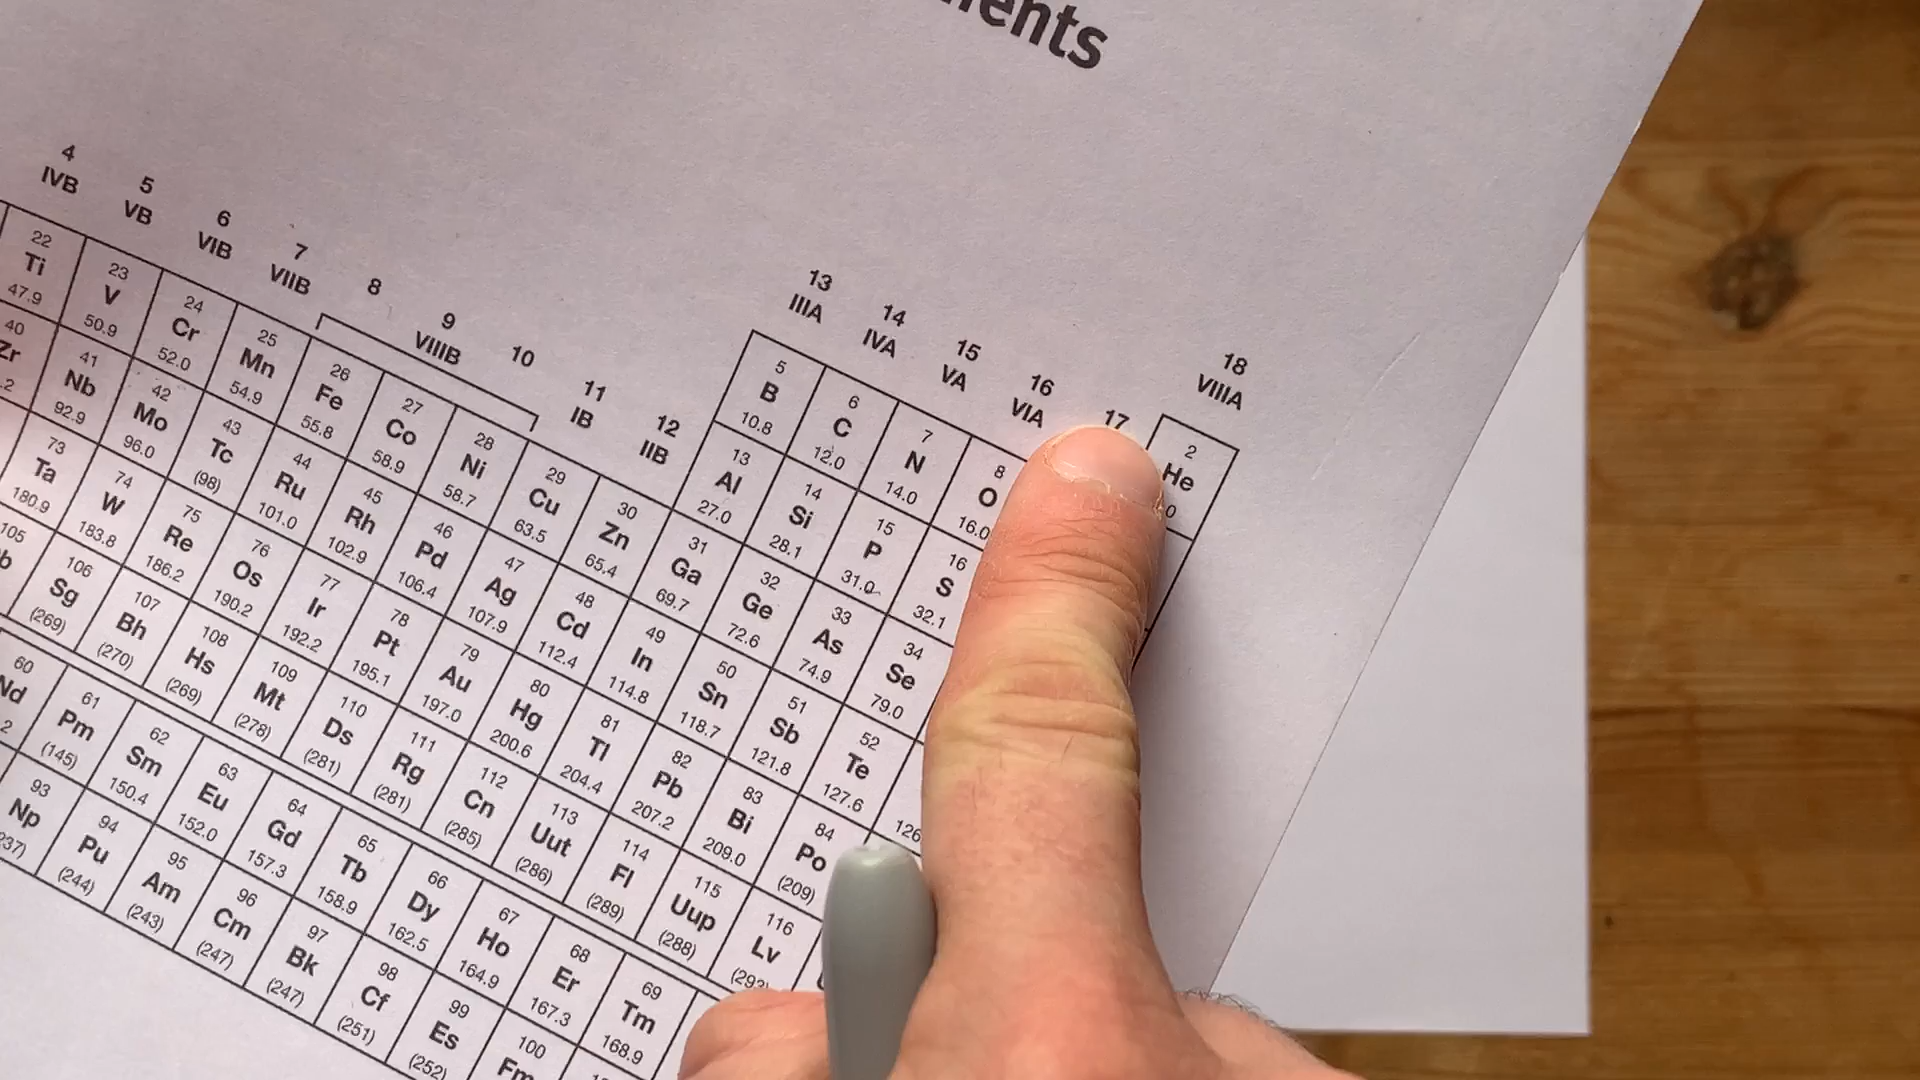 ents
4 5 6 7 8 9 10 11 12 13 14 15 16 17 18
IVB VB VIB VIIB VIIIB IB IIB IIIA IVA VA VIA VIIIA
5 6 7 8 2
B C N O He
10.8 12.0 14.0 16.0
13 14 15 16
Al Si P S
27.0 28.1 31.0 32.1
22 23 24 25 26 27 28 29 30 31 32 33 34
Ti V Cr Mn Fe Co Ni Cu Zn Ga Ge As Se
47.9 50.9 52.0 54.9 55.8 58.9 58.7 63.5 65.4 69.7 72.6 74.9 79.0
40 41 42 43 44 45 46 47 48 49 50 51 52
Zr Nb Mo Tc Ru Rh Pd Ag Cd In Sn Sb Te
.2 92.9 96.0 (98) 101.0 102.9 106.4 107.9 112.4 114.8 118.7 121.8 127.6 126
73 74 75 76 77 78 79 80 81 82 83 84
Ta W Re Os Ir Pt Au Hg Tl Pb Bi Po
180.9 183.8 186.2 190.2 192.2 195.1 197.0 200.6 204.4 207.2 209.0 (209)
105 106 107 108 109 110 111 112 113 114 115 116
b Sg Bh Hs Mt Ds Rg Cn Uut Fl Uup Lv
(269) (270) (269) (278) (281) (281) (285) (286) (289) (288) (293)
60 61 62 63 64 65 66 67 68 69
Nd Pm Sm Eu Gd Tb Dy Ho Er Tm
2 (145) 150.4 152.0 157.3 158.9 162.5 164.9 167.3 168.9
93 94 95 96 97 98 99 100
Np Pu Am Cm Bk Cf Es Fm
237) (244) (243) (247) (247) (251) (252)